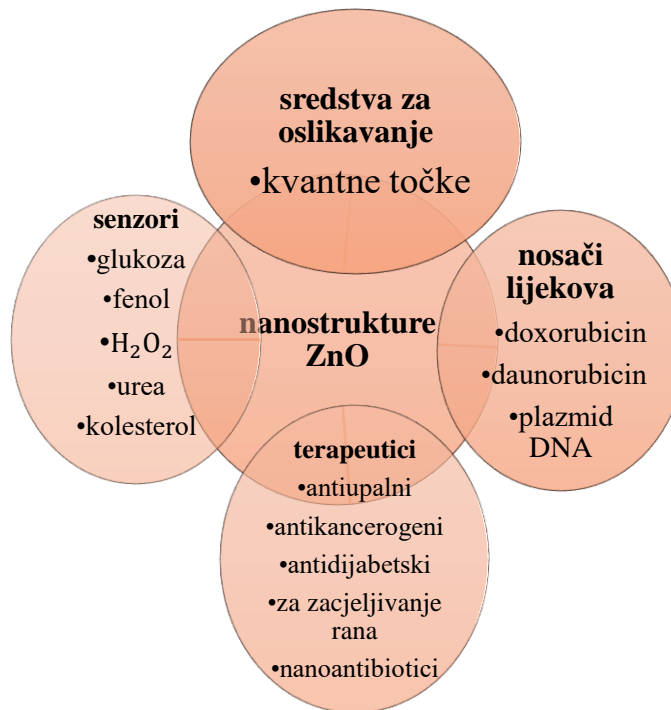 sredstva za
oslikavanje
•kvantne točke
senzori
•glukoza
•fenol
•H₂O₂
•urea
•kolesterol
nanostrukture
ZnO
nosači
lijekova
•doxorubicin
•daunorubicin
•plazmid
DNA
terapeutici
•antiupalni
•antikancerogeni
•antidijabetski
•za zacjeljivanje
rana
•nanoantibiotici